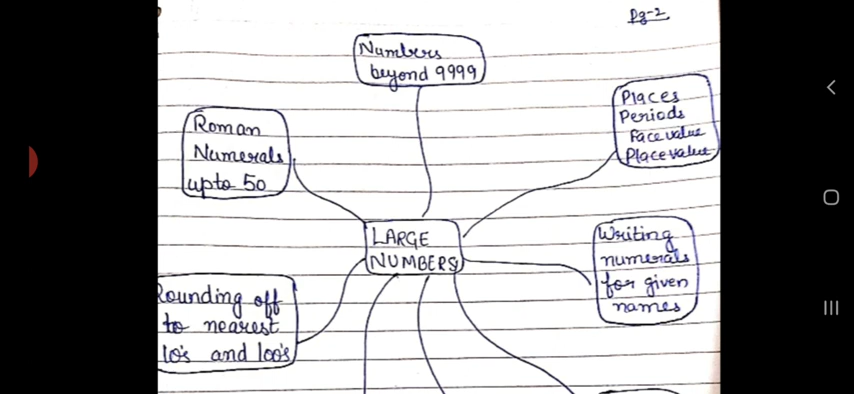 Pg-2
Numbers
beyond 9999
Places
Periods
Face value
Place value
Roman
Numerals
upto 50
LARGE
NUMBERS
Writing
numerals
for given
names
Rounding off
to nearest
10's and 100's